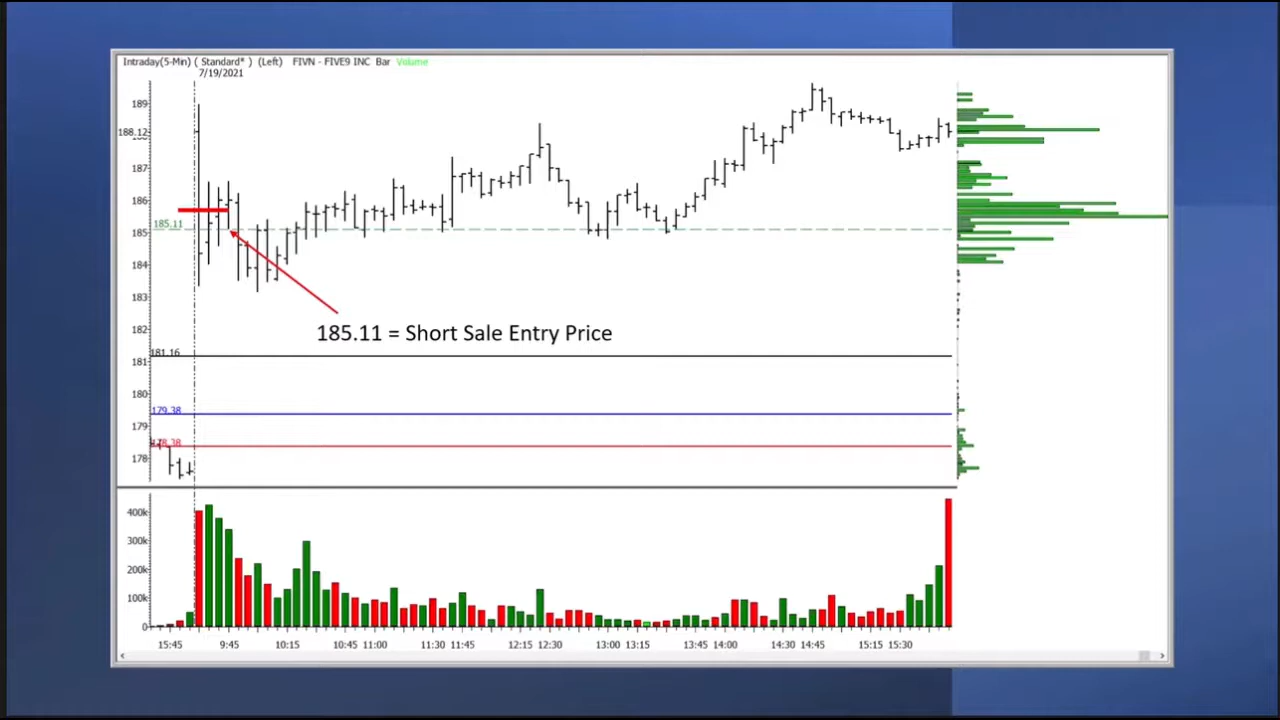 Intraday(5-Min) ( Standard* ) (Left) FIVN - FIVE9 INC Bar Volume
7/19/2021
189
188.12
187
186
185.11
185
184
183
182
185.11 = Short Sale Entry Price
181.16
181
180
179.38
179
178.38
178
400k
300k
200k
100k
0
15:45 9:45 10:15 10:45 11:00 11:30 11:45 12:15 12:30 13:00 13:15 13:45 14:00 14:30 14:45 15:15 15:30